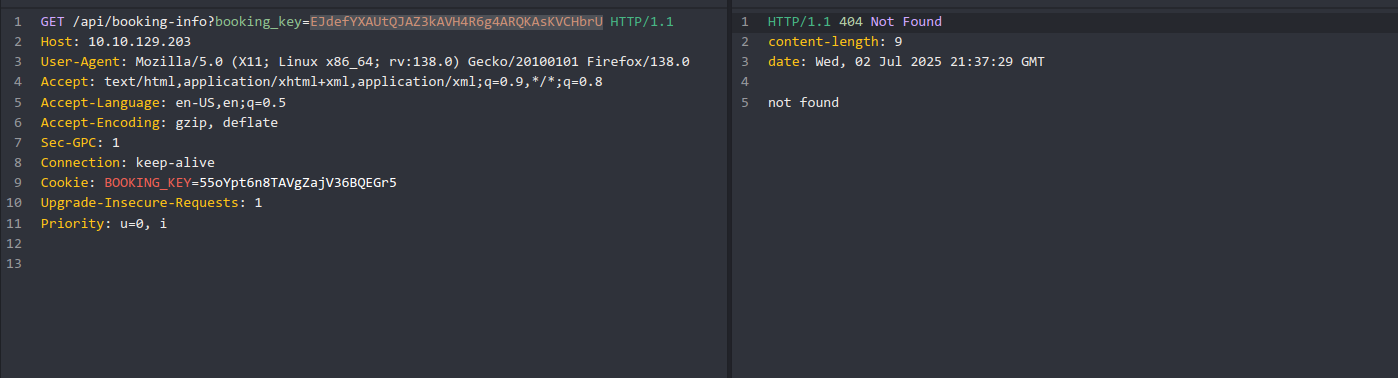 1 GET /api/booking-info?booking_key=EJdefYXAUtQJAZ3kAVH4R6g4ARQKAsKVCHbrU HTTP/1.1
2 Host: 10.10.129.203
3 User-Agent: Mozilla/5.0 (X11; Linux x86_64; rv:138.0) Gecko/20100101 Firefox/138.0
4 Accept: text/html,application/xhtml+xml,application/xml;q=0.9,*/*;q=0.8
5 Accept-Language: en-US,en;q=0.5
6 Accept-Encoding: gzip, deflate
7 Sec-GPC: 1
8 Connection: keep-alive
9 Cookie: BOOKING_KEY=55oYpt6n8TAVgZajV36BQEGr5
10 Upgrade-Insecure-Requests: 1
11 Priority: u=0, i
12
13
1 HTTP/1.1 404 Not Found
2 content-length: 9
3 date: Wed, 02 Jul 2025 21:37:29 GMT
4
5 not found